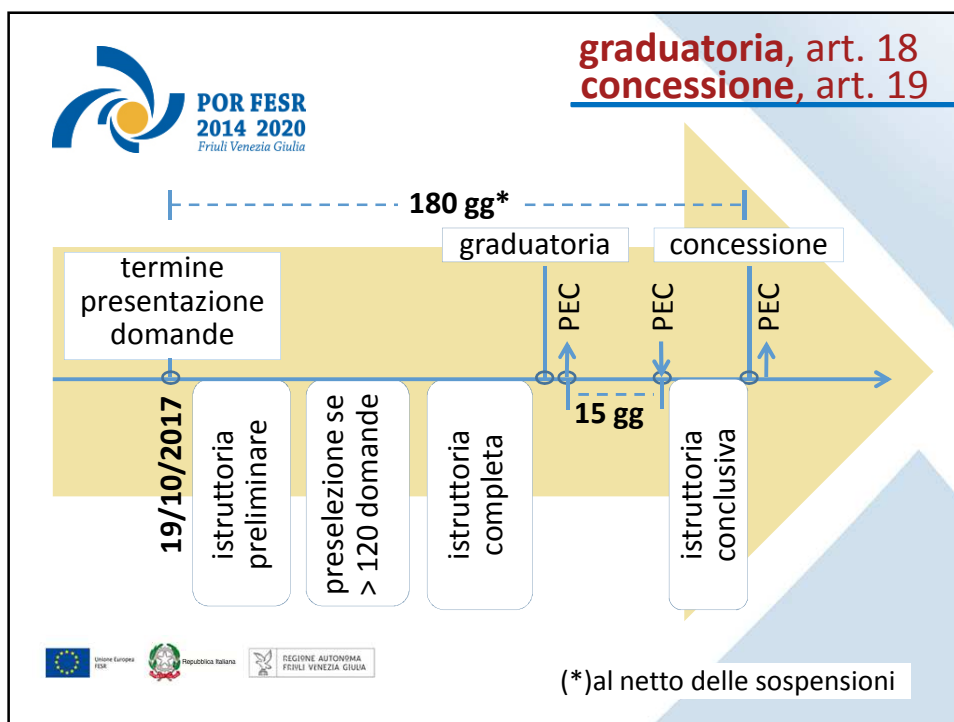 graduatoria, art. 18
concessione, art. 19
POR FESR
2014 2020
Friuli Venezia Giulia
180 gg*
graduatoria
concessione
termine
presentazione
domande
PEC
PEC
PEC
15 gg
19/10/2017
istruttoria
preliminare
preselezione se
> 120 domande
istruttoria
completa
istruttoria
conclusiva
Unione Europea
FESR
Repubblica Italiana
REGIONE AUTONOMA
FRIULI VENEZIA GIULIA
(*)al netto delle sospensioni